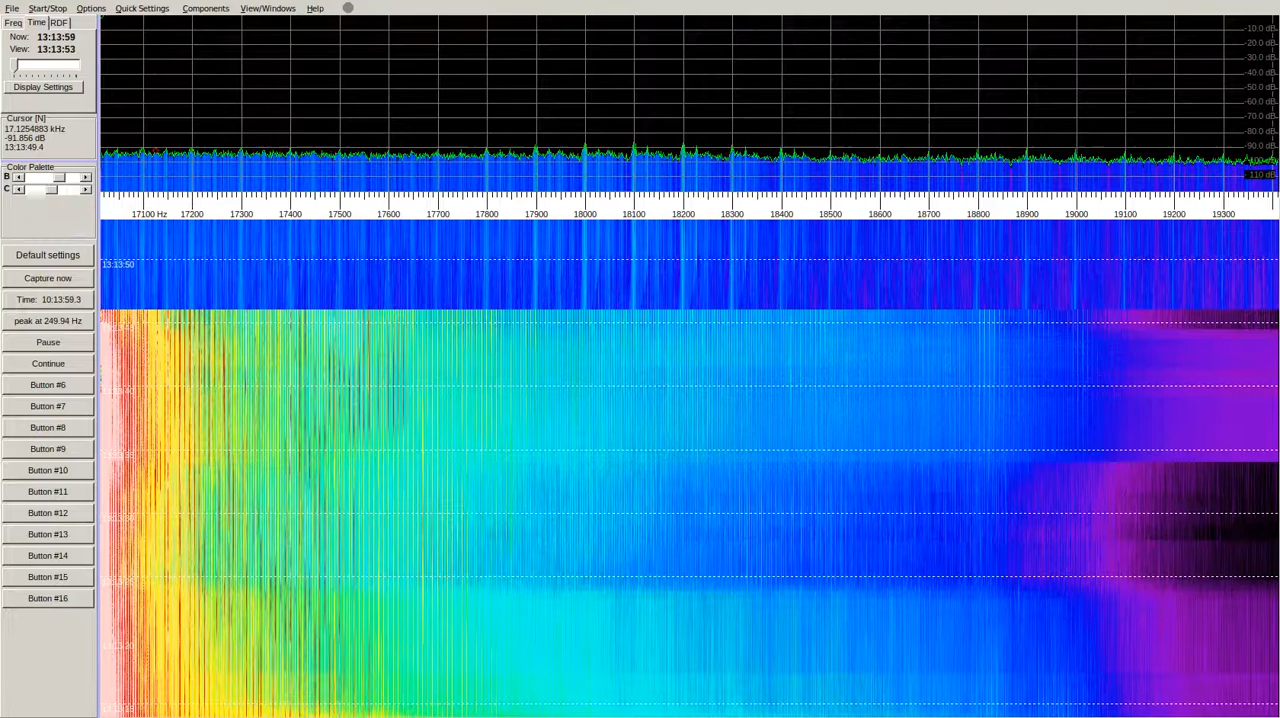 File Start/Stop Options Quick Settings Components View/Windows Help
Freq Time RDF
Now: 13:13:59
View: 13:13:53
Display Settings
Cursor [N]
17.1254883 kHz
-91.856 dB
13:13:49.4
Color Palette
B
C
Default settings
Capture now
Time: 10:13:59.3
peak at 249.94 Hz
Pause
Continue
Button #6
Button #7
Button #8
Button #9
Button #10
Button #11
Button #12
Button #13
Button #14
Button #15
Button #16
-10.0 dB
-20.0 dB
-30.0 dB
-40.0 dB
-50.0 dB
-60.0 dB
-70.0 dB
-80.0 dB
-90.0 dB
110 dB
17100 Hz 17200 17300 17400 17500 17600 17700 17800 17900 18000 18100 18200 18300 18400 18500 18600 18700 18800 18900 19000 19100 19200 19300
13:13:50